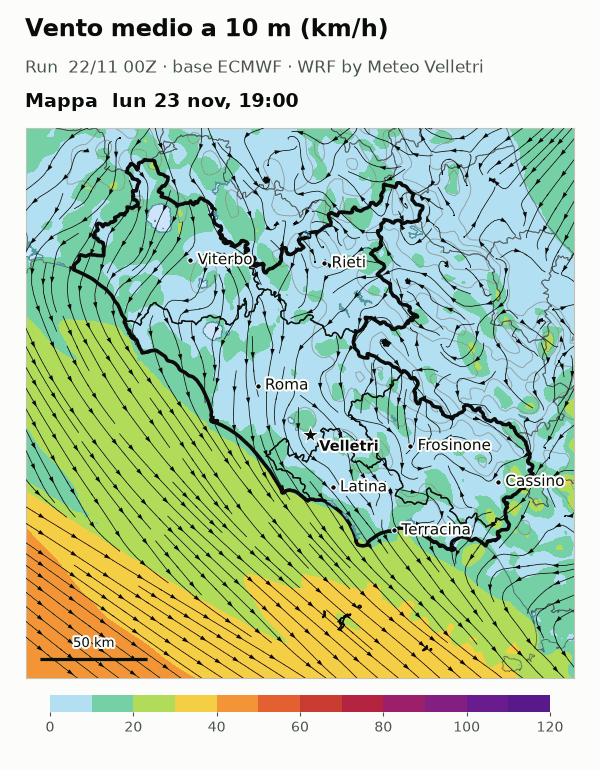 Vento medio a 10 m (km/h)
Run 22/11 00Z · base ECMWF · WRF by Meteo Velletri
Mappa lun 23 nov, 19:00
Viterbo
Rieti
Roma
Velletri
Frosinone
Cassino
Latina
Terracina
50 km
0 20 40 60 80 100 120